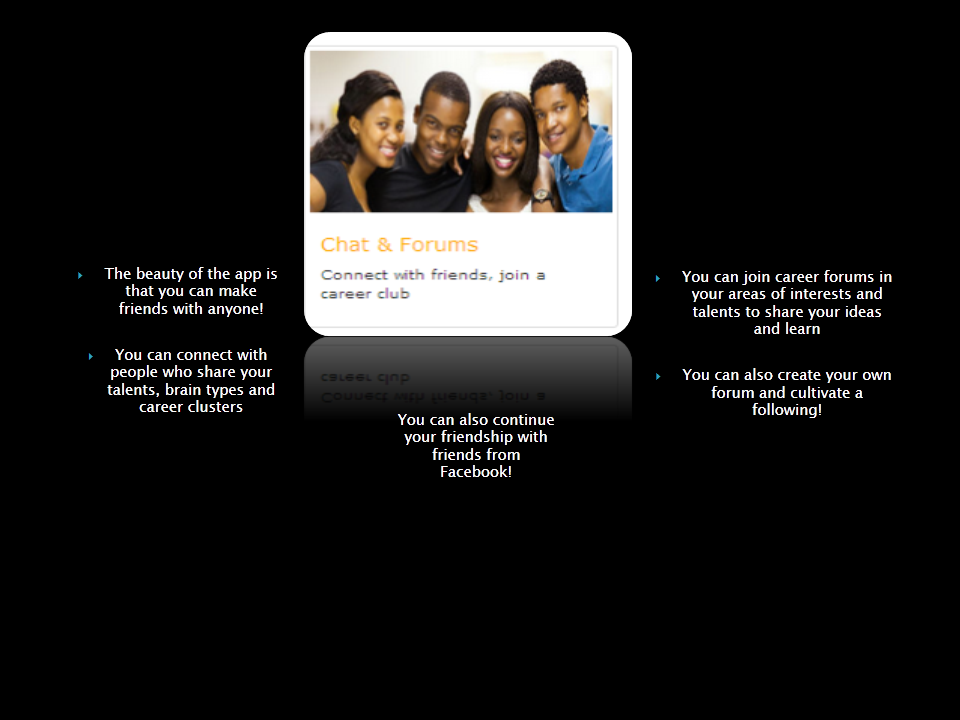 Chat & Forums
Connect with friends, join a
career club
The beauty of the app is
that you can make
friends with anyone!
You can connect with
people who share your
talents, brain types and
career clusters
You can also continue
your friendship with
friends from
Facebook!
You can join career forums in
your areas of interests and
talents to share your ideas
and learn
You can also create your own
forum and cultivate a
following!